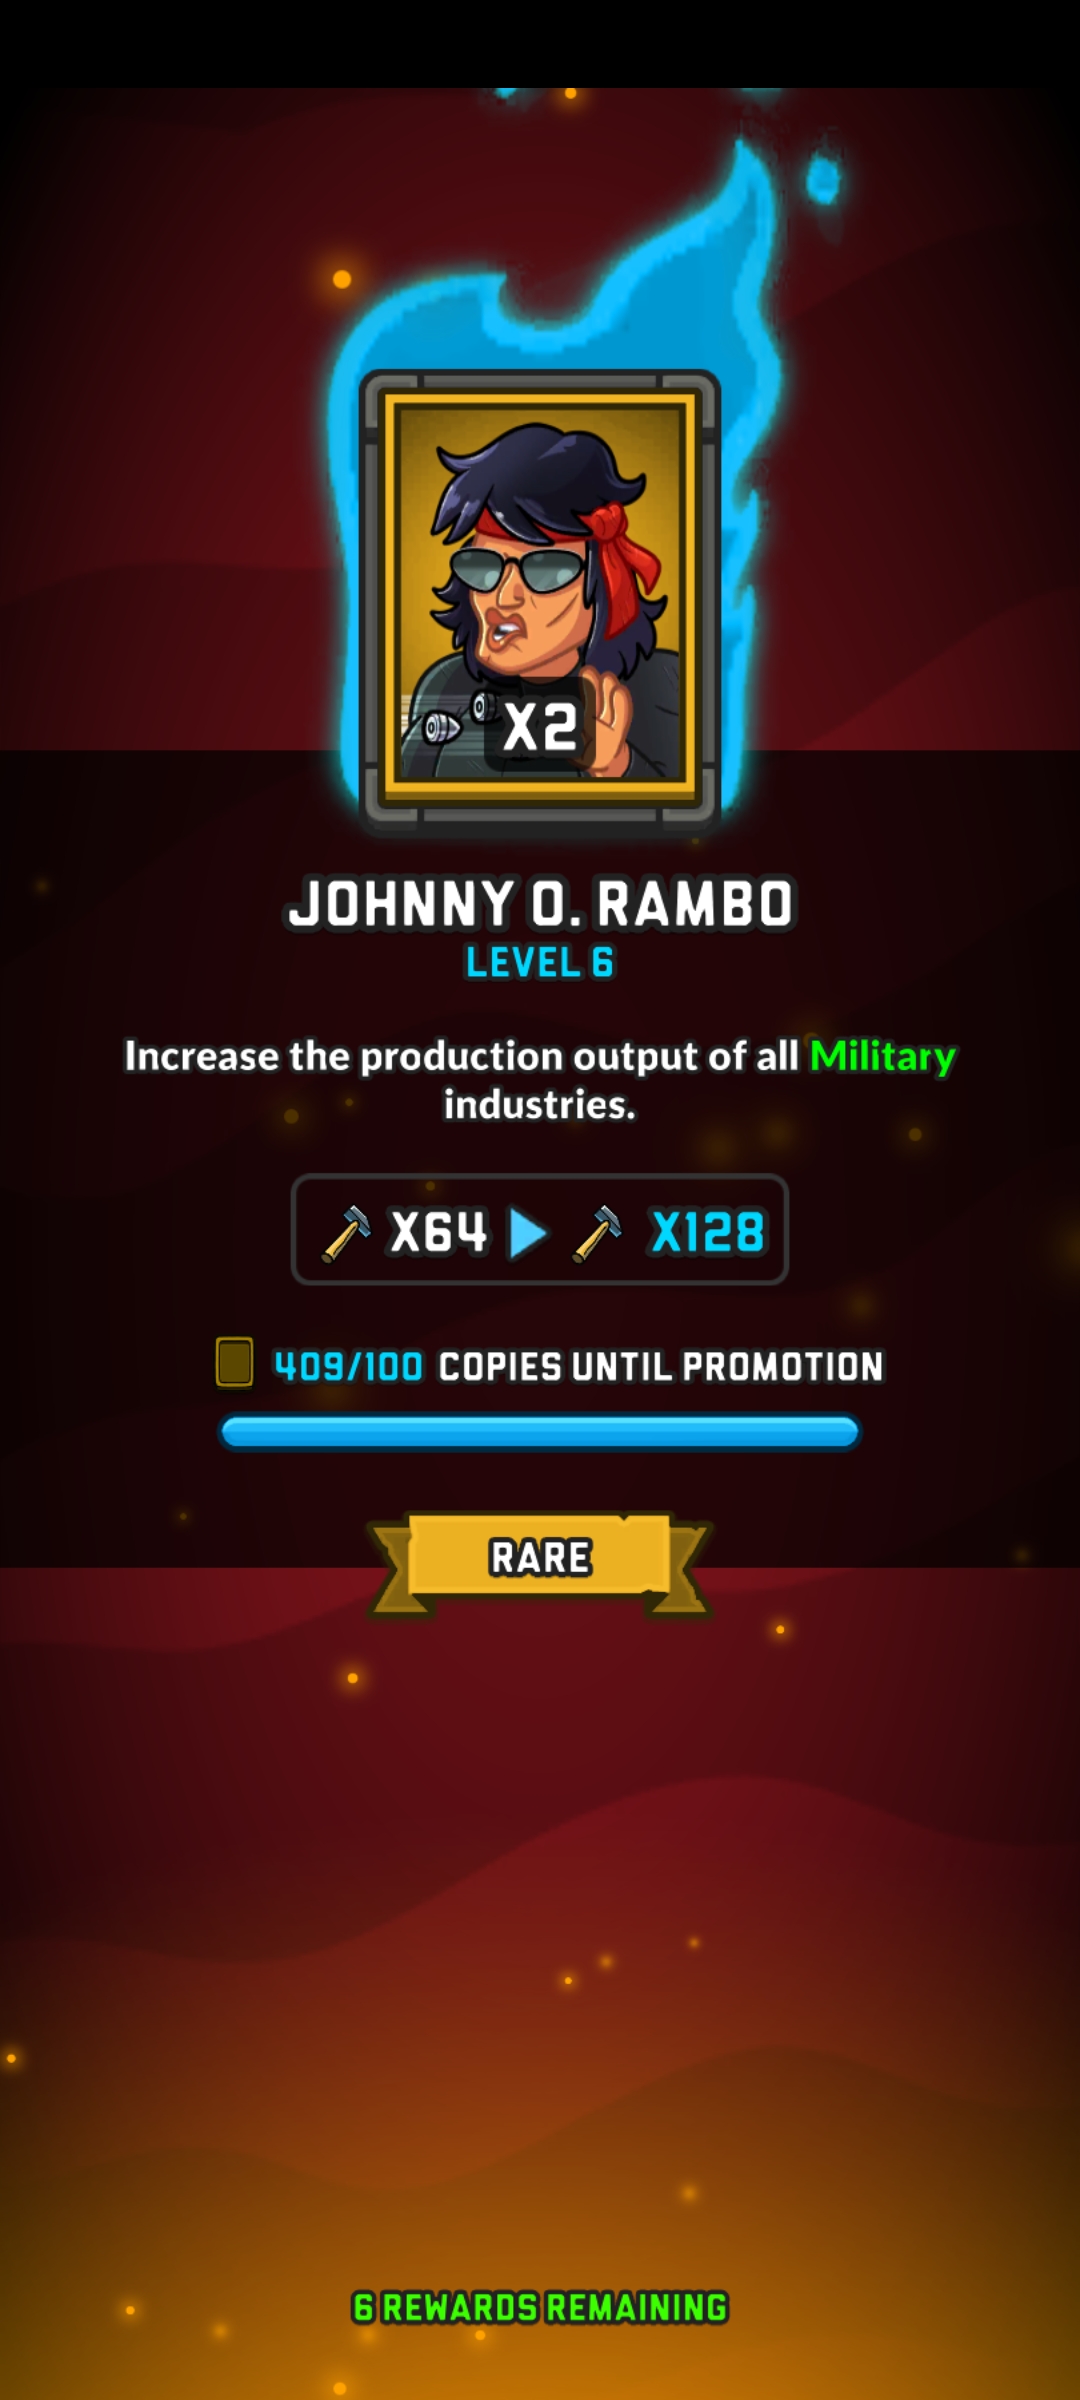 X2
JOHNNY O. RAMBO
LEVEL 6
Increase the production output of all Military
industries.
X64 X128
409/100 COPIES UNTIL PROMOTION
RARE
6 REWARDS REMAINING